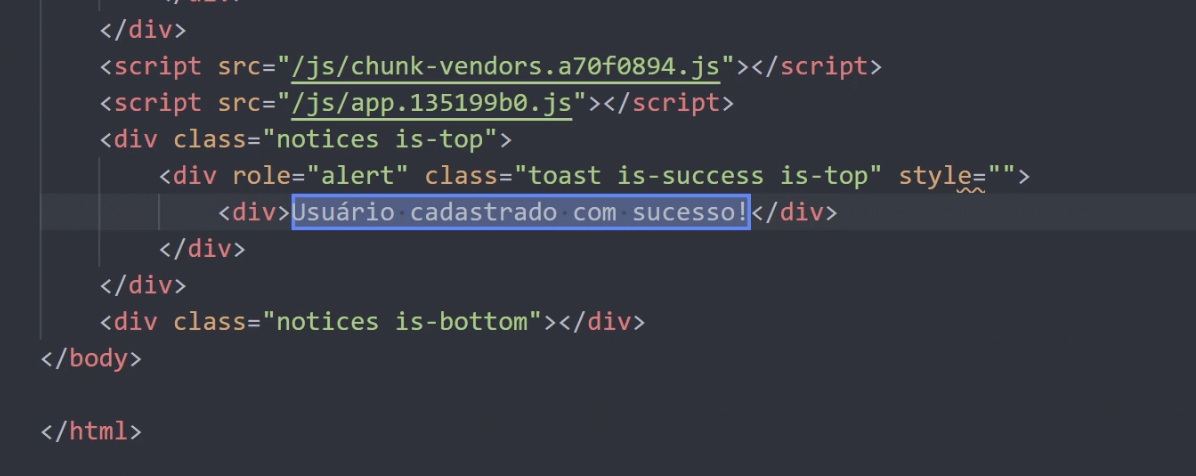 </div>
<script src="/js/chunk-vendors.a70f0894.js"></script>
<script src="/js/app.135199b0.js"></script>
<div class="notices is-top">
<div role="alert" class="toast is-success is-top" style="">
<div>Usuário cadastrado com sucesso!</div>
</div>
</div>
<div class="notices is-bottom"></div>
</body>
</html>